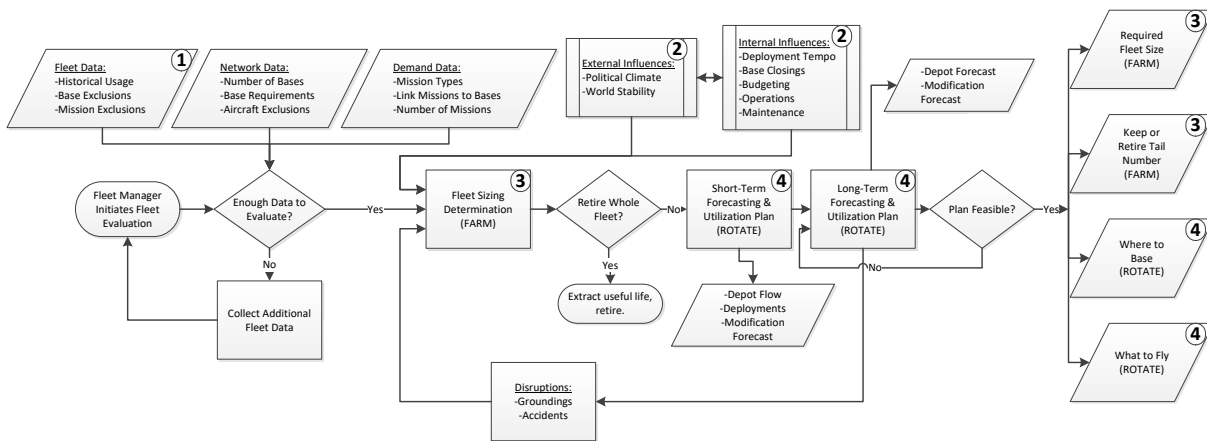 Fleet Data:
-Historical Usage
-Base Exclusions
-Mission Exclusions
1
Network Data:
-Number of Bases
-Base Requirements
-Aircraft Exclusions
Demand Data:
-Mission Types
-Link Missions to Bases
-Number of Missions
External Influences:
-Political Climate
-World Stability
2
Internal Influences:
-Deployment Tempo
-Base Closings
-Budgeting
-Operations
-Maintenance
2
-Depot Forecast
-Modification
Forecast
Required
Fleet Size
(FARM)
3
Keep or
Retire Tail
Number
(FARM)
3
Fleet Manager
Initiates Fleet
Evaluation
Enough Data to
Evaluate?
Yes
Fleet Sizing
Determination
(FARM)
3
Retire Whole
Fleet?
No
Short-Term
Forecasting &
Utilization Plan
(ROTATE)
4
Long-Term
Forecasting &
Utilization Plan
(ROTATE)
4
Plan Feasible?
Yes
No
No
Yes
Where to
Base
(ROTATE)
4
Collect Additional
Fleet Data
Extract useful life,
retire.
-Depot Flow
-Deployments
-Modification
Forecast
What to Fly
(ROTATE)
4
Disruptions:
-Groundings
-Accidents